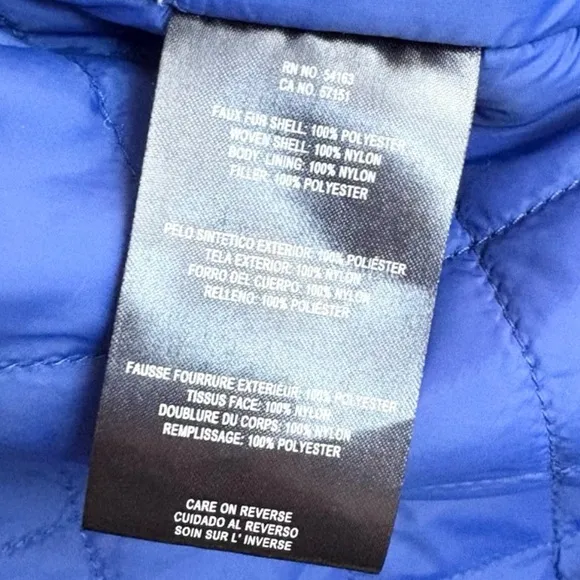 RN NO. 54163
CA NO. 57151
FAUX FUR SHELL: 100% POLYESTER
WOVEN SHELL: 100% NYLON
BODY LINING: 100% NYLON
FILLER: 100% POLYESTER
PELO SINTETICO EXTERIOR: 100% POLIÉSTER
TELA EXTERIOR: 100% NYLON
FORRO DEL CUERPO: 100% NYLON
RELLENO: 100% POLIÉSTER
FAUSSE FOURRURE EXTERIEUR: 100% POLYESTER
TISSUS FACE: 100% NYLON
DOUBLURE DU CORPS: 100% NYLON
REMPLISSAGE: 100% POLYESTER
CARE ON REVERSE
CUIDADO AL REVERSO
SOIN SUR L' INVERSE